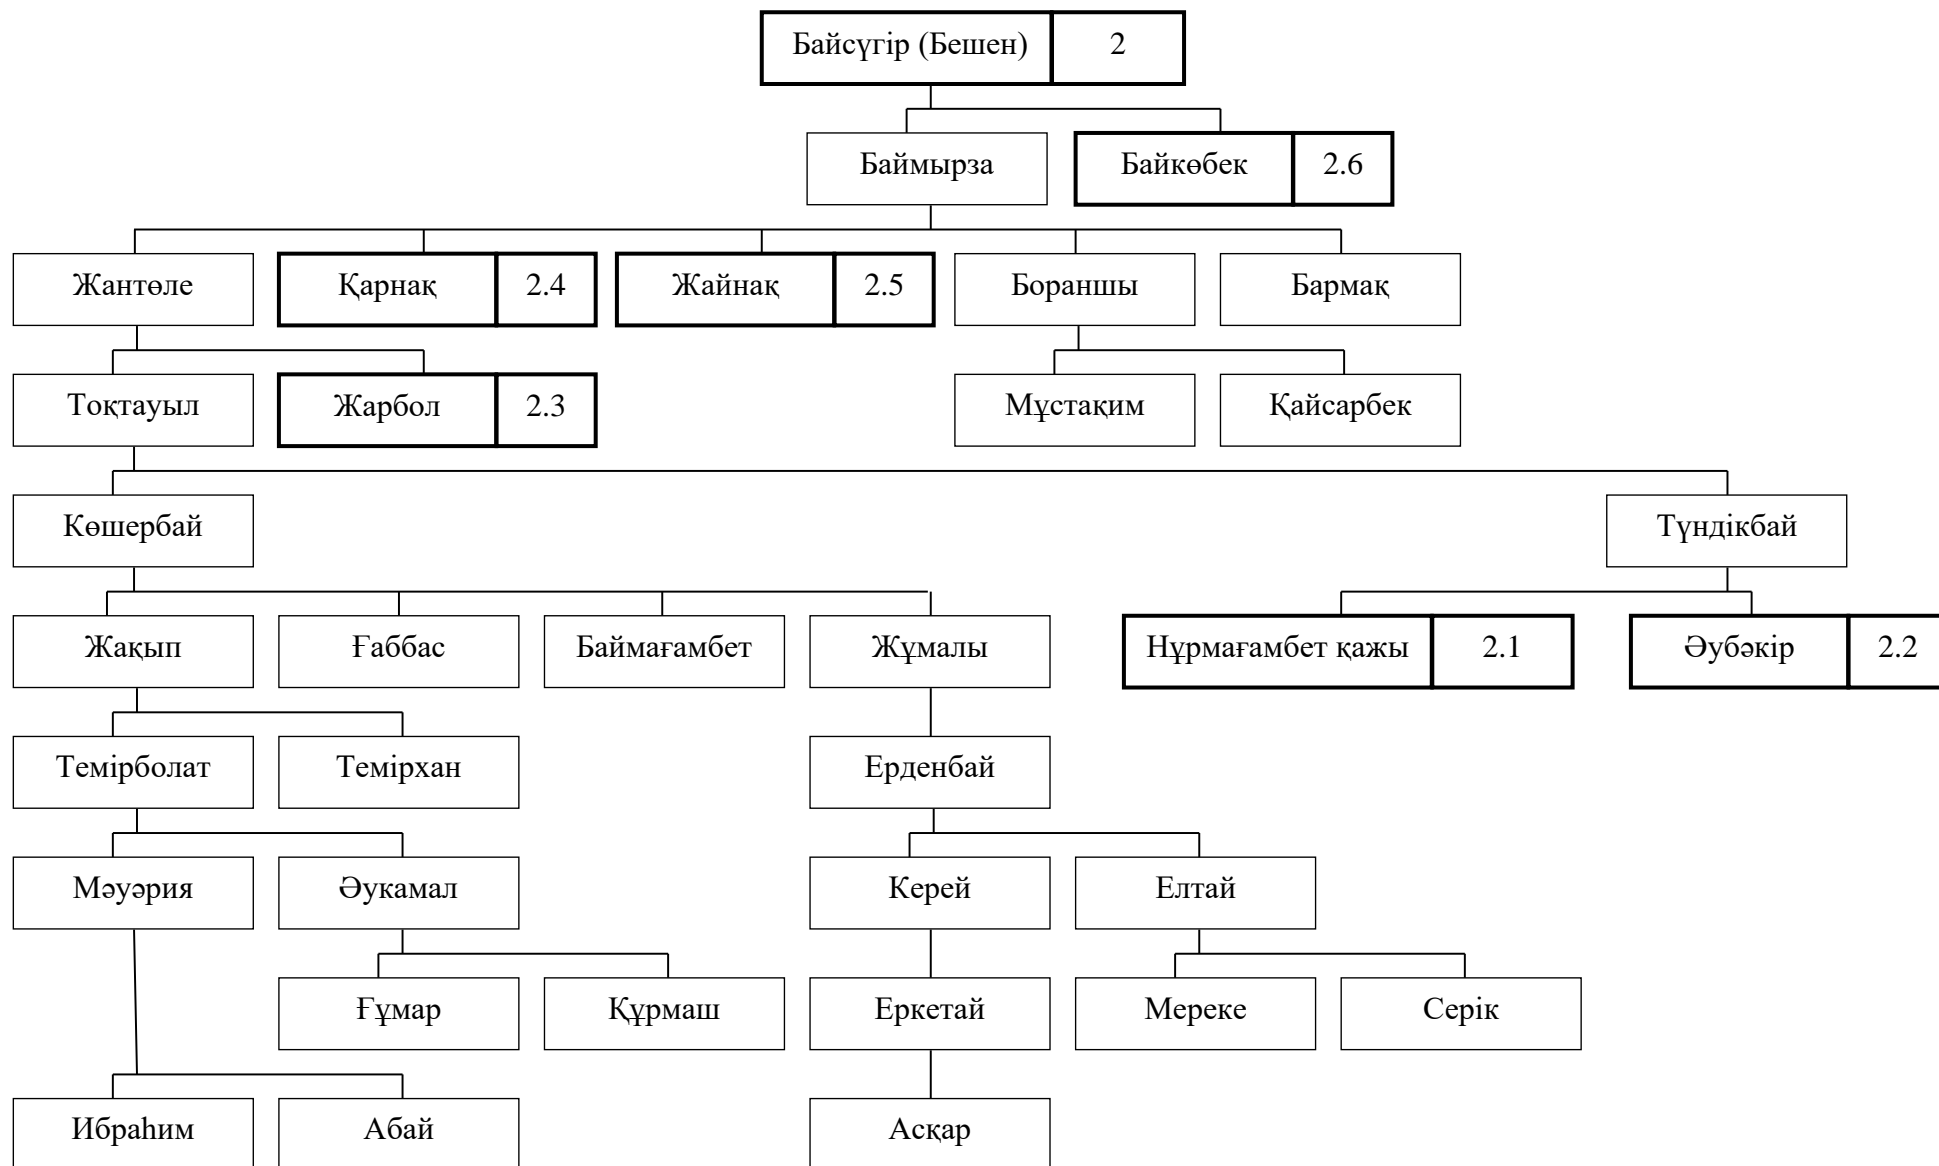 Байсүгір (Бешен) 2
Баймырза Байкөбек 2.6
Жантөле Қарнақ 2.4 Жайнақ 2.5 Бораншы Бармақ
Тоқтауыл Жарбол 2.3 Мұстақим Қайсарбек
Көшербай Түндікбай
Жақып Ғаббас Баймағамбет Жұмалы Нұрмағамбет қажы 2.1 Әубәкір 2.2
Темірболат Темірхан Ерденбай
Мәуәрия Әукамал Керей Елтай
Ғұмар Құрмаш Еркетай Мереке Серік
Ибраһим Абай Асқар